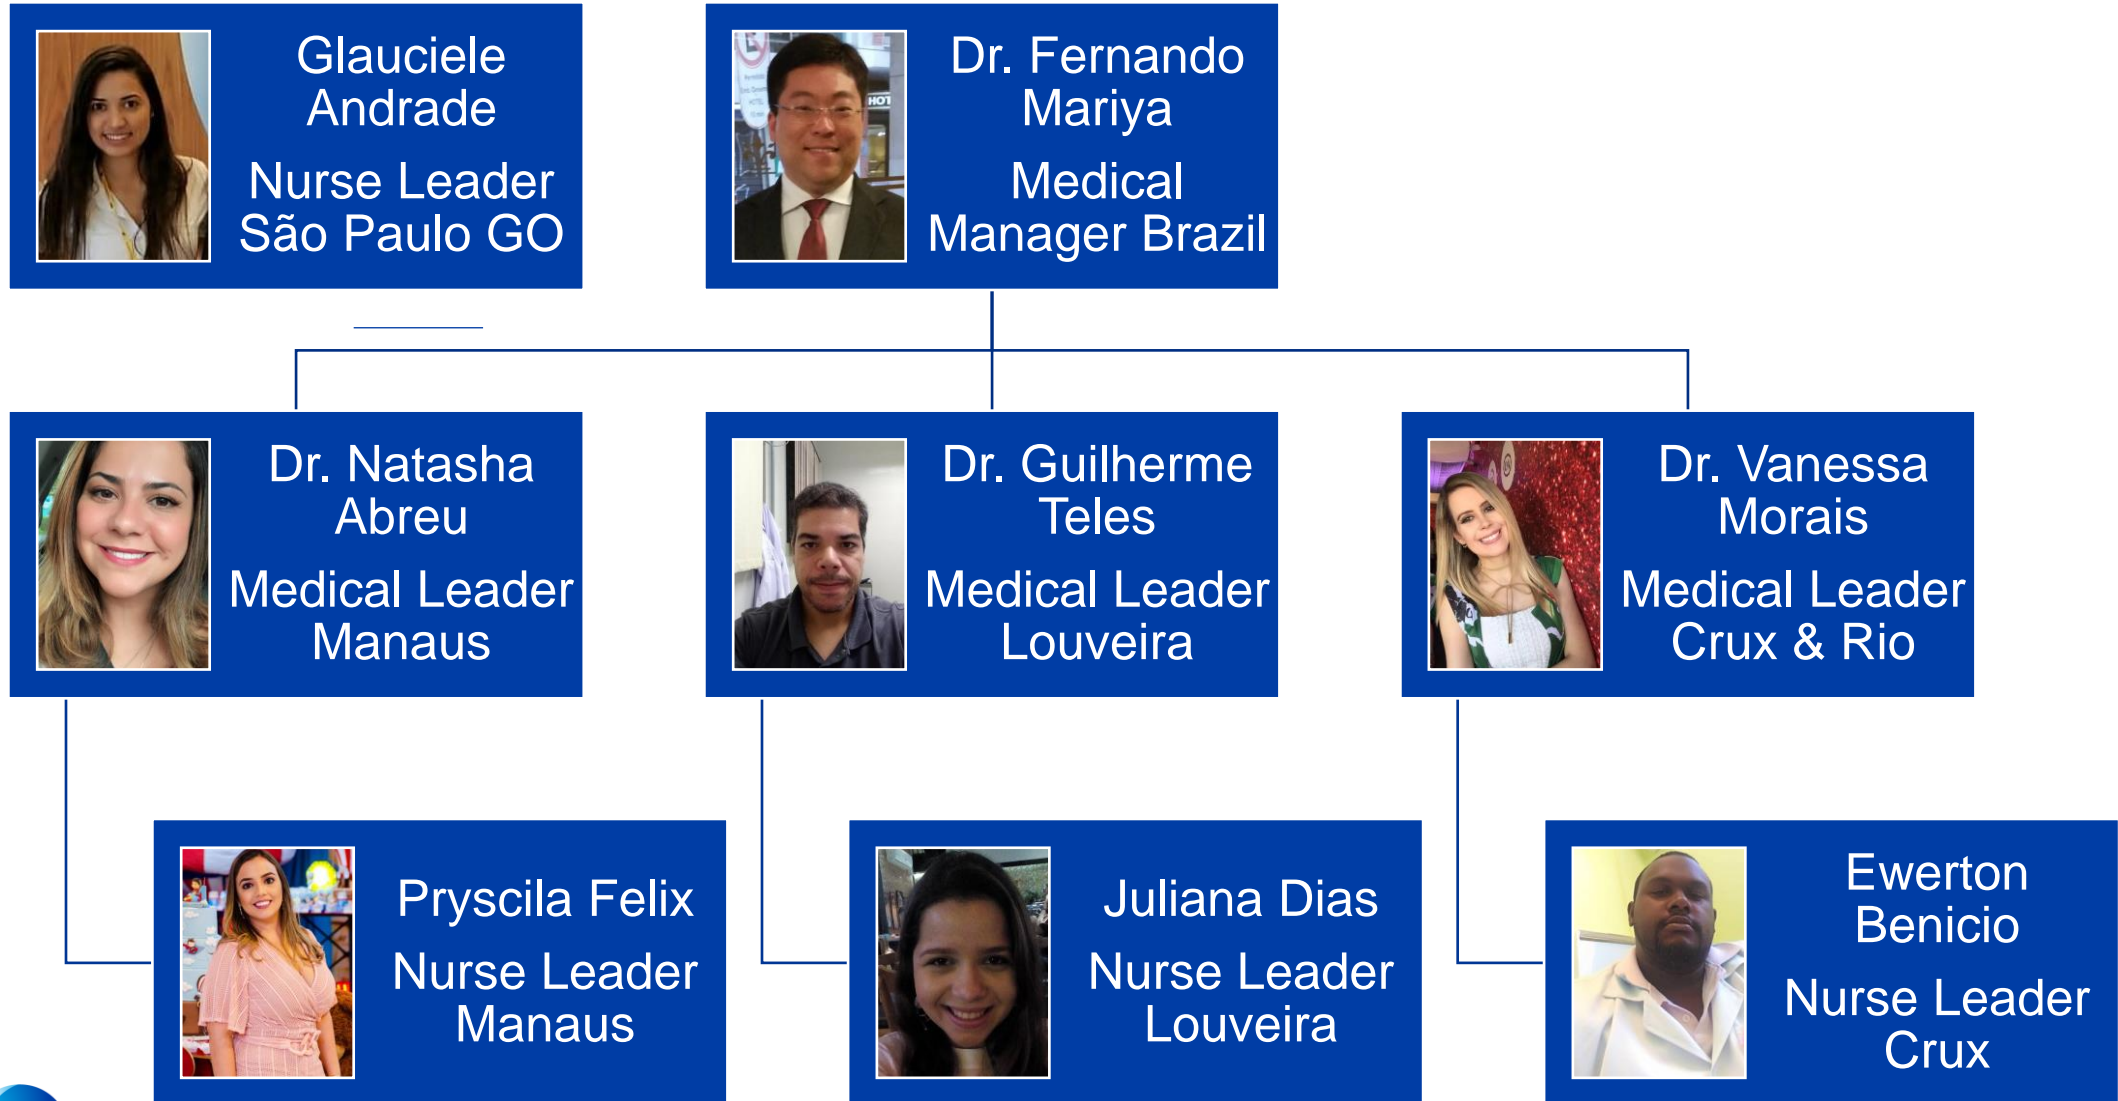 Glauciele
Andrade
Nurse Leader
São Paulo GO
Dr. Fernando
Mariya
Medical
Manager Brazil
Dr. Natasha
Abreu
Medical Leader
Manaus
Dr. Guilherme
Teles
Medical Leader
Louveira
Dr. Vanessa
Morais
Medical Leader
Crux & Rio
Pryscila Felix
Nurse Leader
Manaus
Juliana Dias
Nurse Leader
Louveira
Ewerton
Benicio
Nurse Leader
Crux